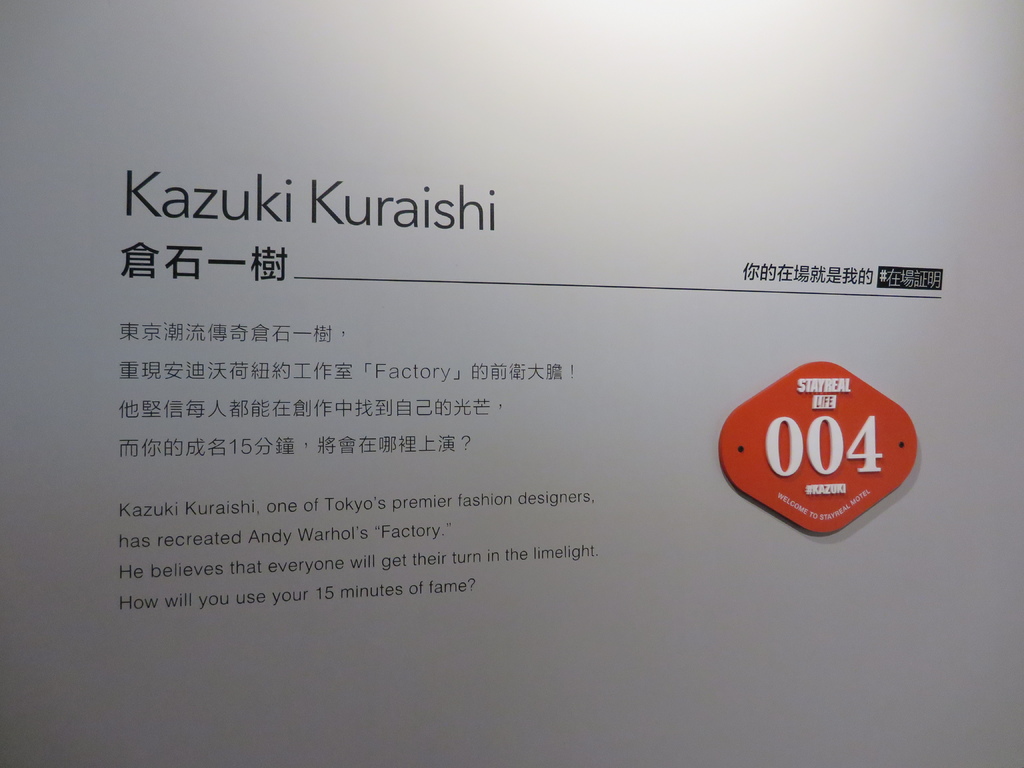 Kazuki Kuraishi
倉石一樹
你的在場就是我的 #在場証明
東京潮流傳奇倉石一樹，
重現安迪沃荷紐約工作室「Factory」的前衛大膽！
他堅信每人都能在創作中找到自己的光芒，
而你的成名15分鐘，將會在哪裡上演？
Kazuki Kuraishi, one of Tokyo's premier fashion designers,
has recreated Andy Warhol's "Factory."
He believes that everyone will get their turn in the limelight.
How will you use your 15 minutes of fame?
STAYREAL
LIFE
004
#KAZUKI
WELCOME TO STAYREAL MOTEL